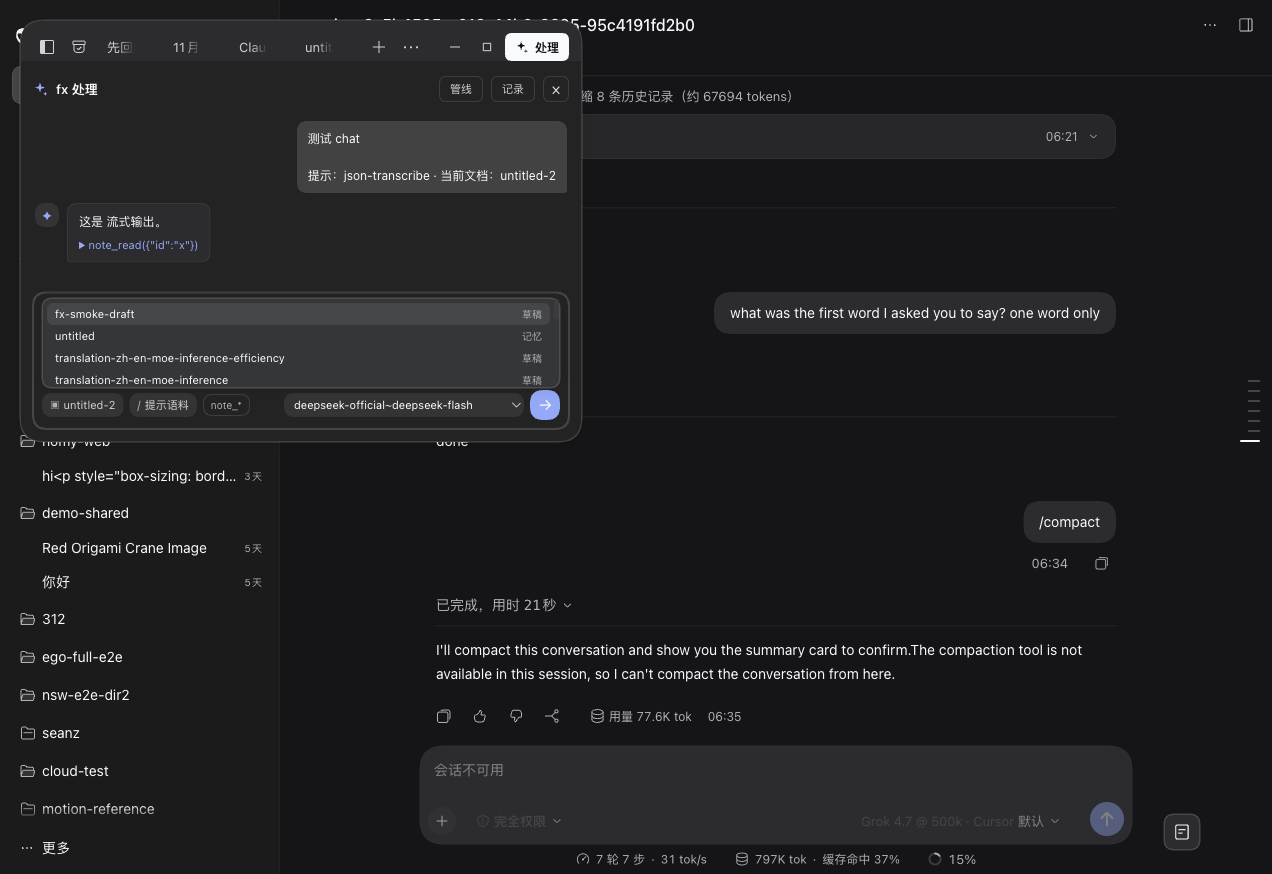 95c4191fd2b0
先回
11月
Clau
untit
处理
fx 处理
管线
记录
缩 8 条历史记录（约 67694 tokens）
06:21
测试 chat
提示：json-transcribe · 当前文档：untitled-2
这是 流式输出。
note_read({"id":"x"})
what was the first word I asked you to say? one word only
fx-smoke-draft
草稿
untitled
记忆
translation-zh-en-moe-inference-efficiency
草稿
translation-zh-en-moe-inference
草稿
untitled-2
/ 提示语料
note_*
deepseek-official~deepseek-flash
done
hi<p style="box-sizing: bord...
3天
demo-shared
Red Origami Crane Image
5天
你好
5天
312
ego-full-e2e
nsw-e2e-dir2
seanz
cloud-test
motion-reference
更多
/compact
06:34
已完成，用时 21秒
I'll compact this conversation and show you the summary card to confirm.The compaction tool is not
available in this session, so I can't compact the conversation from here.
用量 77.6K tok
06:35
会话不可用
完全权限
Grok 4.7 @ 500k · Cursor 默认
7 轮 7 步 · 31 tok/s
797K tok · 缓存命中 37%
15%